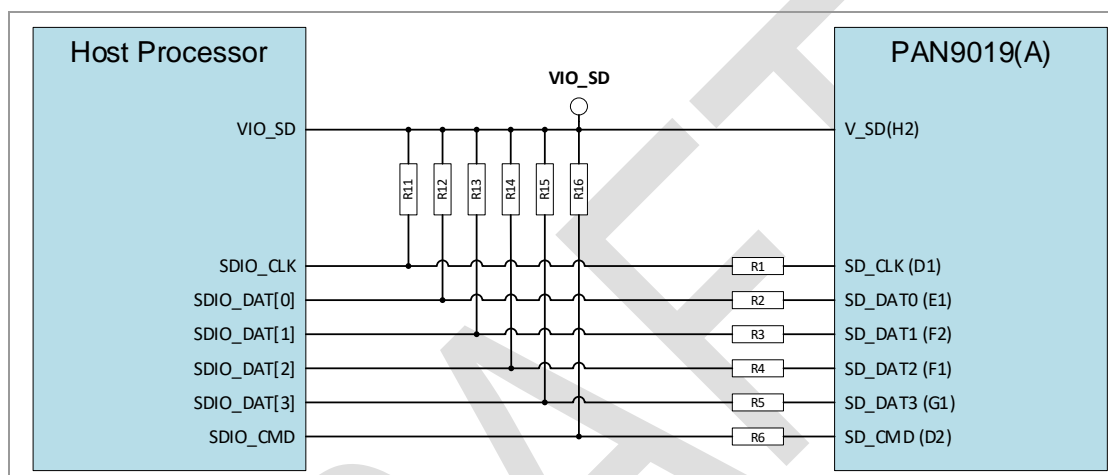 Host Processor
PAN9019(A)
VIO_SD
VIO_SD
V_SD(H2)
R11
R12
R13
R14
R15
R16
SDIO_CLK
R1
SD_CLK (D1)
SDIO_DAT[0]
R2
SD_DAT0 (E1)
SDIO_DAT[1]
R3
SD_DAT1 (F2)
SDIO_DAT[2]
R4
SD_DAT2 (F1)
SDIO_DAT[3]
R5
SD_DAT3 (G1)
SDIO_CMD
R6
SD_CMD (D2)